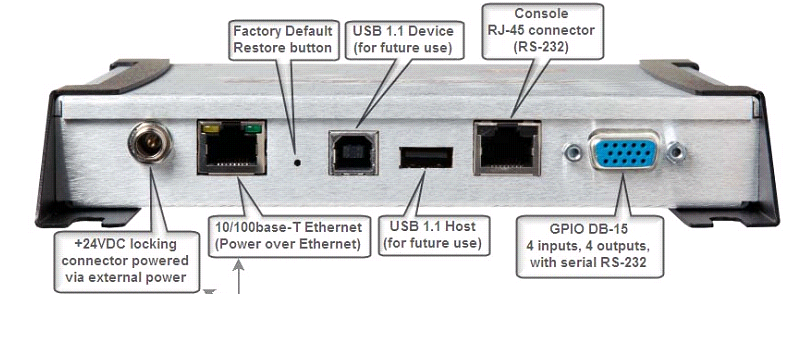 Factory Default
Restore button
USB 1.1 Device
(for future use)
Console
RJ-45 connector
(RS-232)
+24VDC locking
connector powered
via external power
10/100base-T Ethernet
(Power over Ethernet)
USB 1.1 Host
(for future use)
GPIO DB-15
4 inputs, 4 outputs,
with serial RS-232